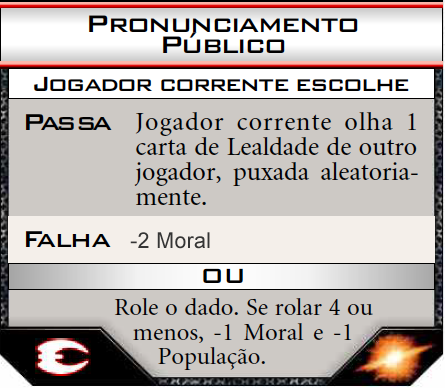 Pronunciamento
Público
Jogador corrente escolhe
Passa Jogador corrente olha 1
carta de Lealdade de outro
jogador, puxada aleatoria-
mente.
Falha -2 Moral
OU
Role o dado. Se rolar 4 ou
menos, -1 Moral e -1
População.